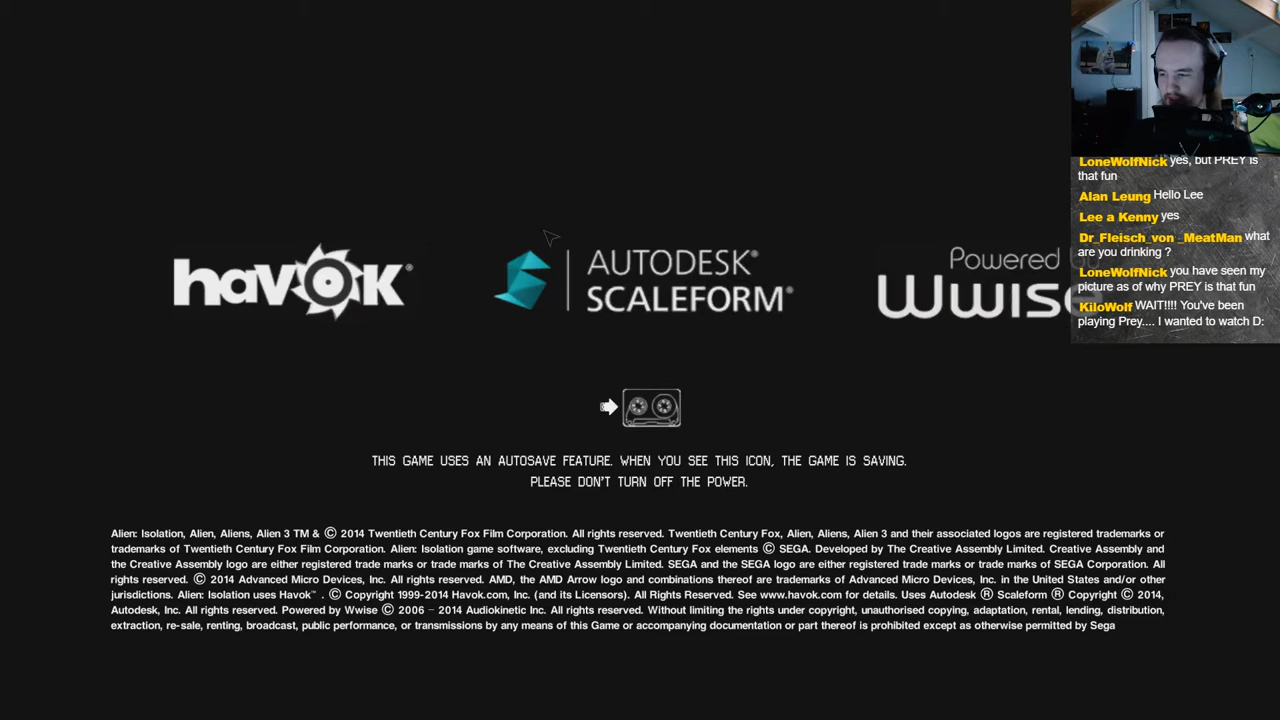 haVOK®
AUTODESK®
SCALEFORM®
Powered
Wwise
THIS GAME USES AN AUTOSAVE FEATURE. WHEN YOU SEE THIS ICON, THE GAME IS SAVING.
PLEASE DON'T TURN OFF THE POWER.
Alien: Isolation, Alien, Aliens, Alien 3 TM & © 2014 Twentieth Century Fox Film Corporation. All rights reserved. Twentieth Century Fox, Alien, Aliens, Alien 3 and their associated logos are registered trademarks or
trademarks of Twentieth Century Fox Film Corporation. Alien: Isolation game software, excluding Twentieth Century Fox elements © SEGA. Developed by The Creative Assembly Limited. Creative Assembly and
the Creative Assembly logo are either registered trade marks or trade marks of The Creative Assembly Limited. SEGA and the SEGA logo are either registered trade marks or trade marks of SEGA Corporation. All
rights reserved. © 2014 Advanced Micro Devices, Inc. All rights reserved. AMD, the AMD Arrow logo and combinations thereof are trademarks of Advanced Micro Devices, Inc. in the United States and/or other
jurisdictions. Alien: Isolation uses Havok™ . © Copyright 1999-2014 Havok.com, Inc. (and its Licensors). All Rights Reserved. See www.havok.com for details. Uses Autodesk ® Scaleform ® Copyright © 2014,
Autodesk, Inc. All rights reserved. Powered by Wwise © 2006 – 2014 Audiokinetic Inc. All rights reserved. Without limiting the rights under copyright, unauthorised copying, adaptation, rental, lending, distribution,
extraction, re-sale, renting, broadcast, public performance, or transmissions by any means of this Game or accompanying documentation or part thereof is prohibited except as otherwise permitted by Sega
LoneWolfNick yes, but PREY is
that fun
Alan Leung Hello Lee
Lee a Kenny yes
Dr_Fleisch_von _MeatMan what
are you drinking ?
LoneWolfNick you have seen my
picture as of why PREY is that fun
KiloWolf WAIT!!!! You've been
playing Prey.... I wanted to watch D: